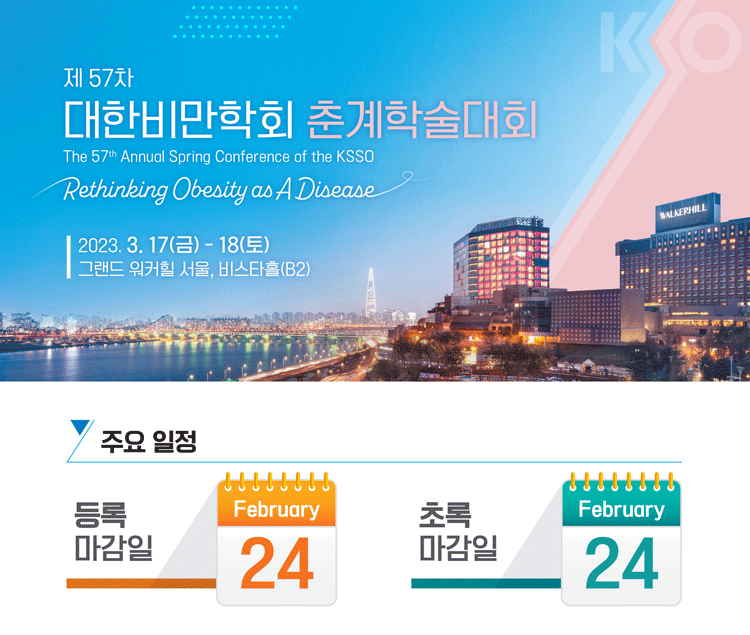 KSSO
제 57차
대한비만학회 춘계학술대회
The 57th Annual Spring Conference of the KSSO
Rethinking Obesity as A Disease
2023. 3. 17(금) - 18(토)
그랜드 워커힐 서울, 비스타홀(B2)
WALKERHILL
주요 일정
등록
마감일
February
24
초록
마감일
February
24